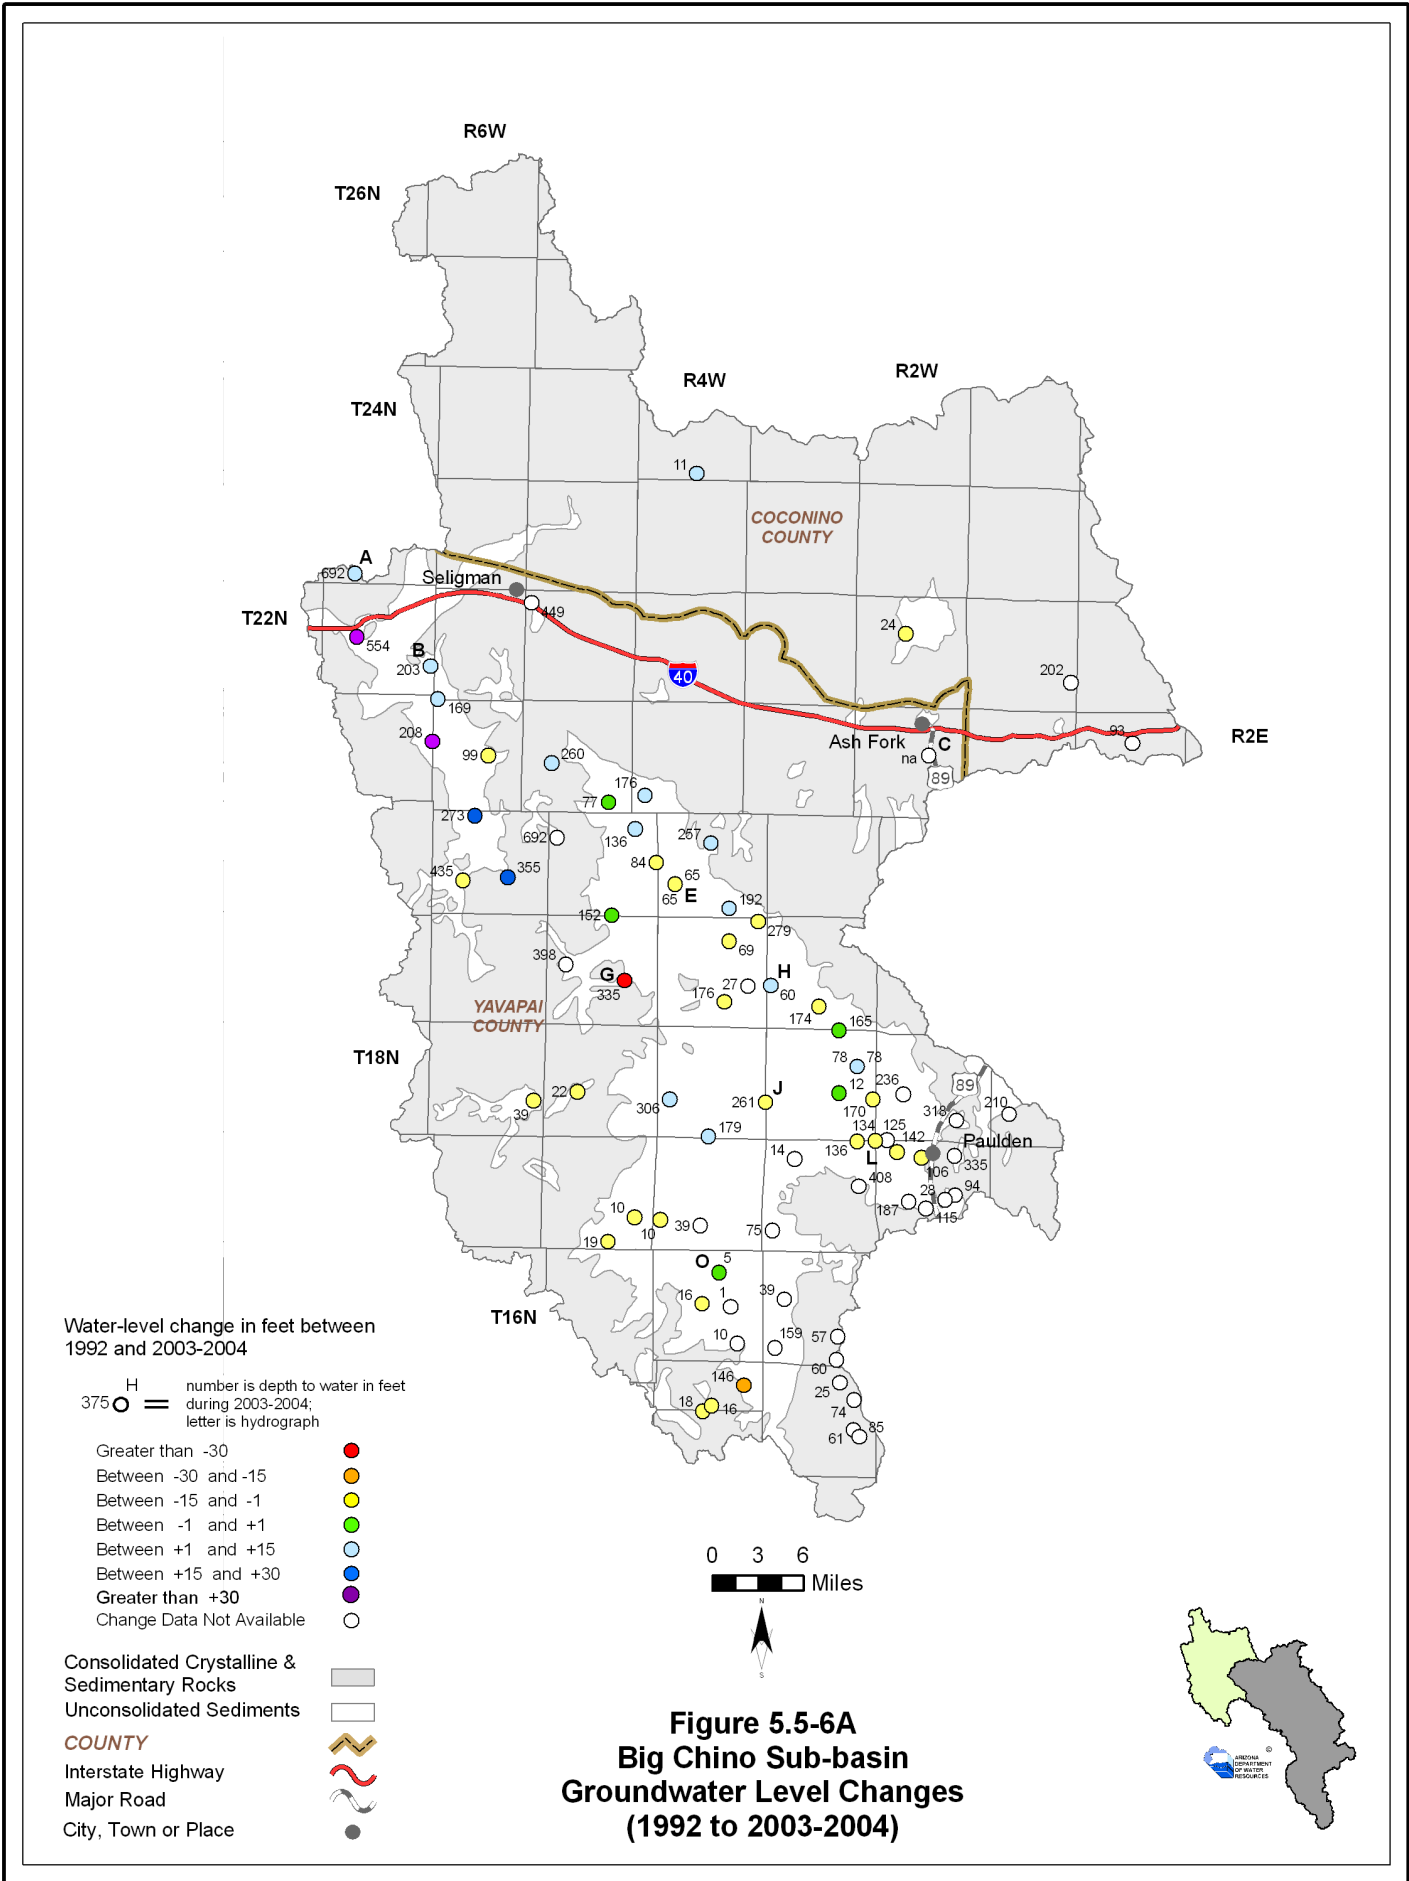 R6W
T26N
R4W
R2W
T24N
11
COCONINO
COUNTY
A
692
Seligman
449
T22N
554
24
B
203
40
202
169
208
93
R2E
Ash Fork
C
na
89
99
260
176
77
273
136
257
692
84
435
355
65
65
E
192
152
279
69
398
G
335
27
H
60
176
174
YAVAPAI
COUNTY
165
T18N
78
78
89
12
236
22
39
306
J
261
170
318
210
179
134
125
136
142
Paulden
L
14
106
335
408
28
94
187
115
10
10
39
75
19
O
5
16
1
39
T16N
10
159
57
60
146
25
18
16
74
85
61
Water-level change in feet between
1992 and 2003-2004
H
375
number is depth to water in feet
during 2003-2004;
letter is hydrograph
Greater than -30
Between -30 and -15
Between -15 and -1
Between -1 and +1
Between +1 and +15
Between +15 and +30
Greater than +30
Change Data Not Available
0 3 6
Miles
N
S
Consolidated Crystalline &
Sedimentary Rocks
Unconsolidated Sediments
COUNTY
Interstate Highway
Major Road
City, Town or Place
Figure 5.5-6A
Big Chino Sub-basin
Groundwater Level Changes
(1992 to 2003-2004)
©
ARIZONA
DEPARTMENT
OF WATER
RESOURCES